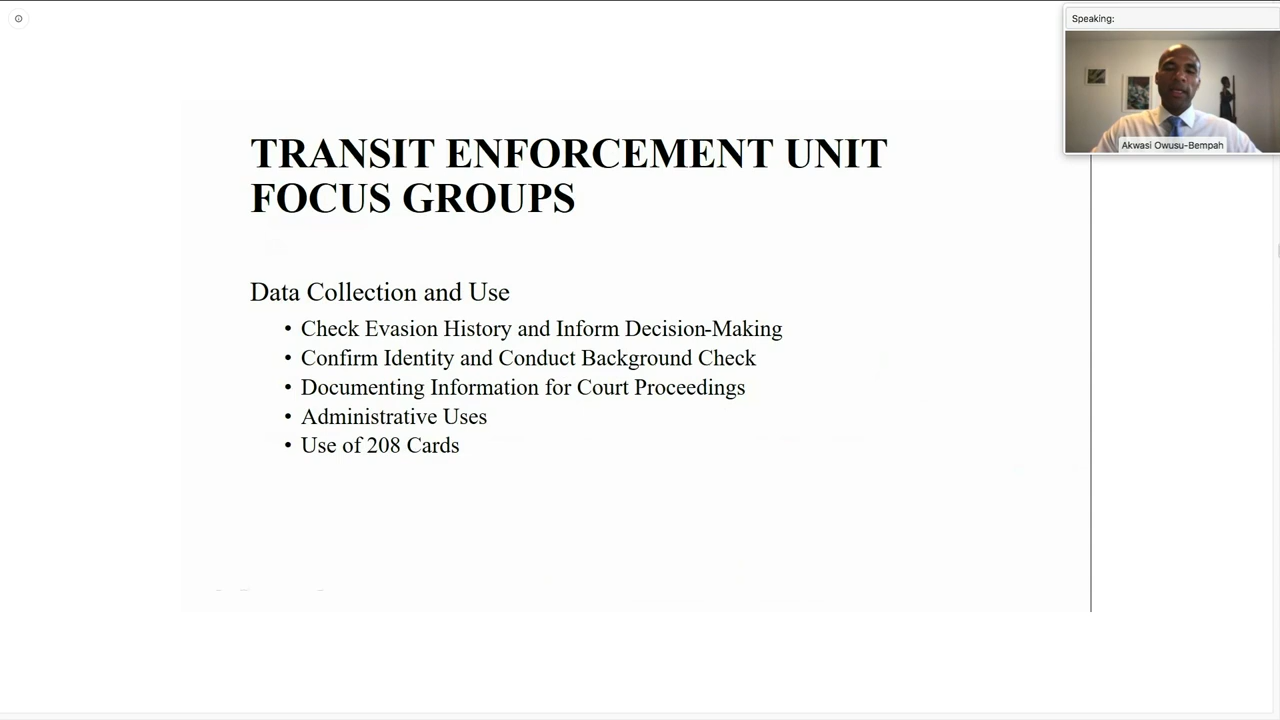 Speaking:
Akwasi Owusu-Bempah
TRANSIT ENFORCEMENT UNIT
FOCUS GROUPS
Data Collection and Use
• Check Evasion History and Inform Decision-Making
• Confirm Identity and Conduct Background Check
• Documenting Information for Court Proceedings
• Administrative Uses
• Use of 208 Cards